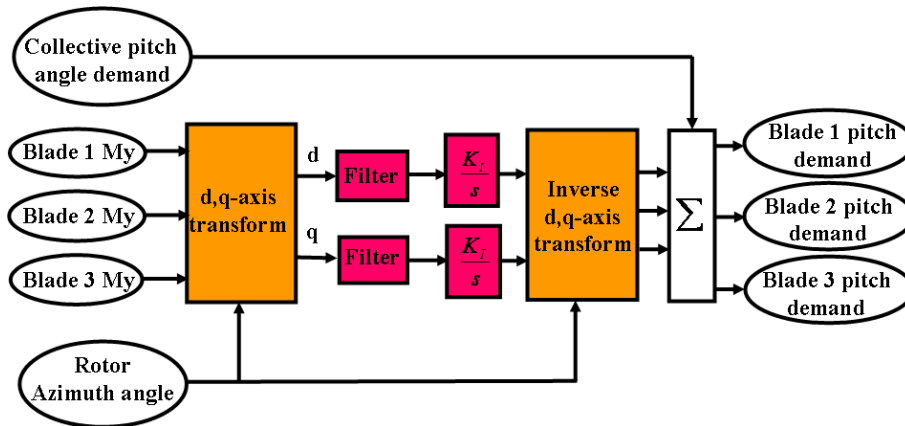 Collective pitch
angle demand
Blade 1 My
Blade 2 My
Blade 3 My
d,q-axis
transform
d
q
Filter
Filter
K_I
s
K_I
s
Inverse
d,q-axis
transform
∑
Blade 1 pitch
demand
Blade 2 pitch
demand
Blade 3 pitch
demand
Rotor
Azimuth angle